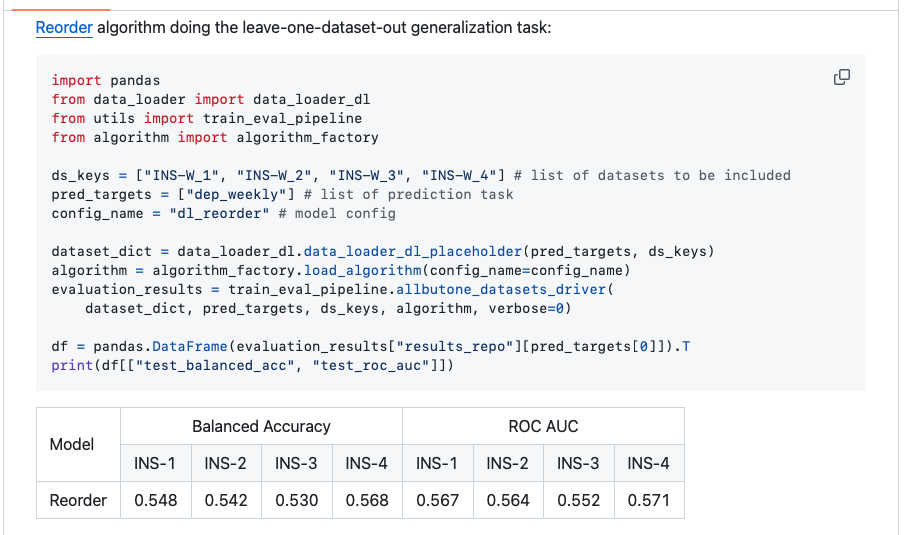 Reorder algorithm doing the leave-one-dataset-out generalization task:
import pandas
from data_loader import data_loader_dl
from utils import train_eval_pipeline
from algorithm import algorithm_factory
ds_keys = ["INS-W_1", "INS-W_2", "INS-W_3", "INS-W_4"] # list of datasets to be included
pred_targets = ["dep_weekly"] # list of prediction task
config_name = "dl_reorder" # model config
dataset_dict = data_loader_dl.data_loader_dl_placeholder(pred_targets, ds_keys)
algorithm = algorithm_factory.load_algorithm(config_name=config_name)
evaluation_results = train_eval_pipeline.allbutone_datasets_driver(
    dataset_dict, pred_targets, ds_keys, algorithm, verbose=0)
df = pandas.DataFrame(evaluation_results["results_repo"][pred_targets[0]]).T
print(df[["test_balanced_acc", "test_roc_auc"]])
Model Balanced Accuracy ROC AUC
INS-1 INS-2 INS-3 INS-4 INS-1 INS-2 INS-3 INS-4
Reorder 0.548 0.542 0.530 0.568 0.567 0.564 0.552 0.571